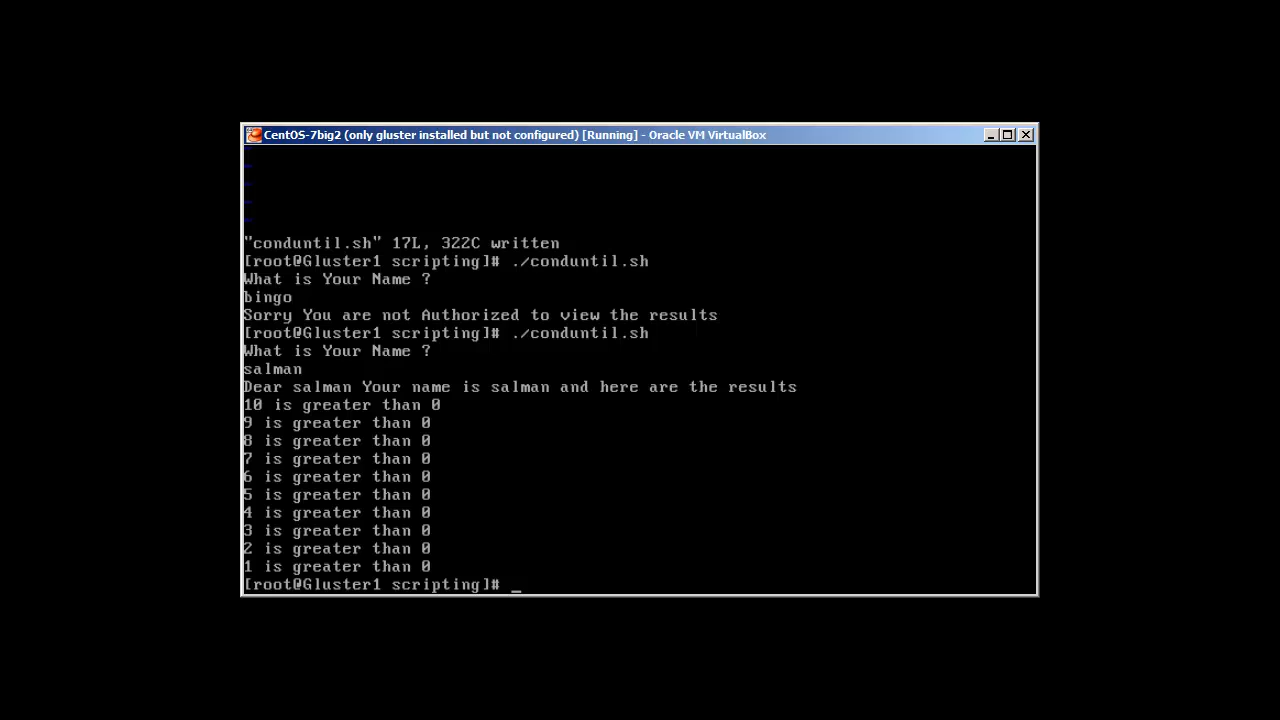 CentOS-7big2 (only gluster installed but not configured) [Running] - Oracle VM VirtualBox
~
~
~
~
~
"conduntil.sh" 17L, 322C written
[root@Gluster1 scripting]# ./conduntil.sh
What is Your Name ?
bingo
Sorry You are not Authorized to view the results
[root@Gluster1 scripting]# ./conduntil.sh
What is Your Name ?
salman
Dear salman Your name is salman and here are the results
10 is greater than 0
9 is greater than 0
8 is greater than 0
7 is greater than 0
6 is greater than 0
5 is greater than 0
4 is greater than 0
3 is greater than 0
2 is greater than 0
1 is greater than 0
[root@Gluster1 scripting]# _